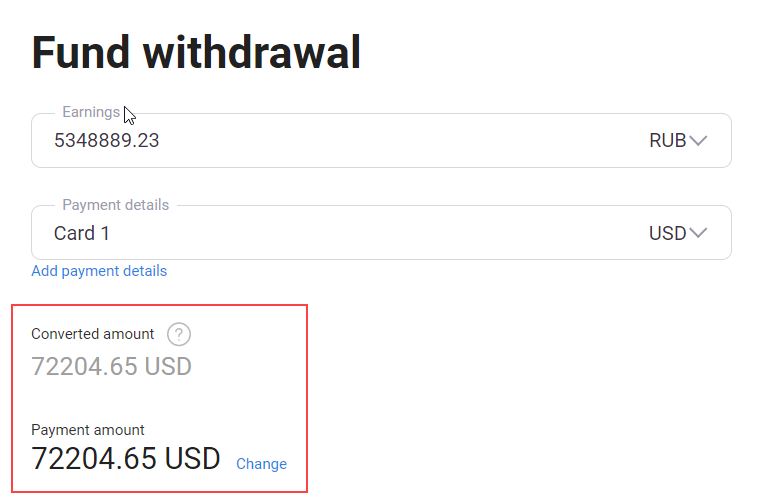 Fund withdrawal
Earnings
5348889.23 RUB
Payment details
Card 1 USD
Add payment details
Converted amount ?
72204.65 USD
Payment amount
72204.65 USD Change